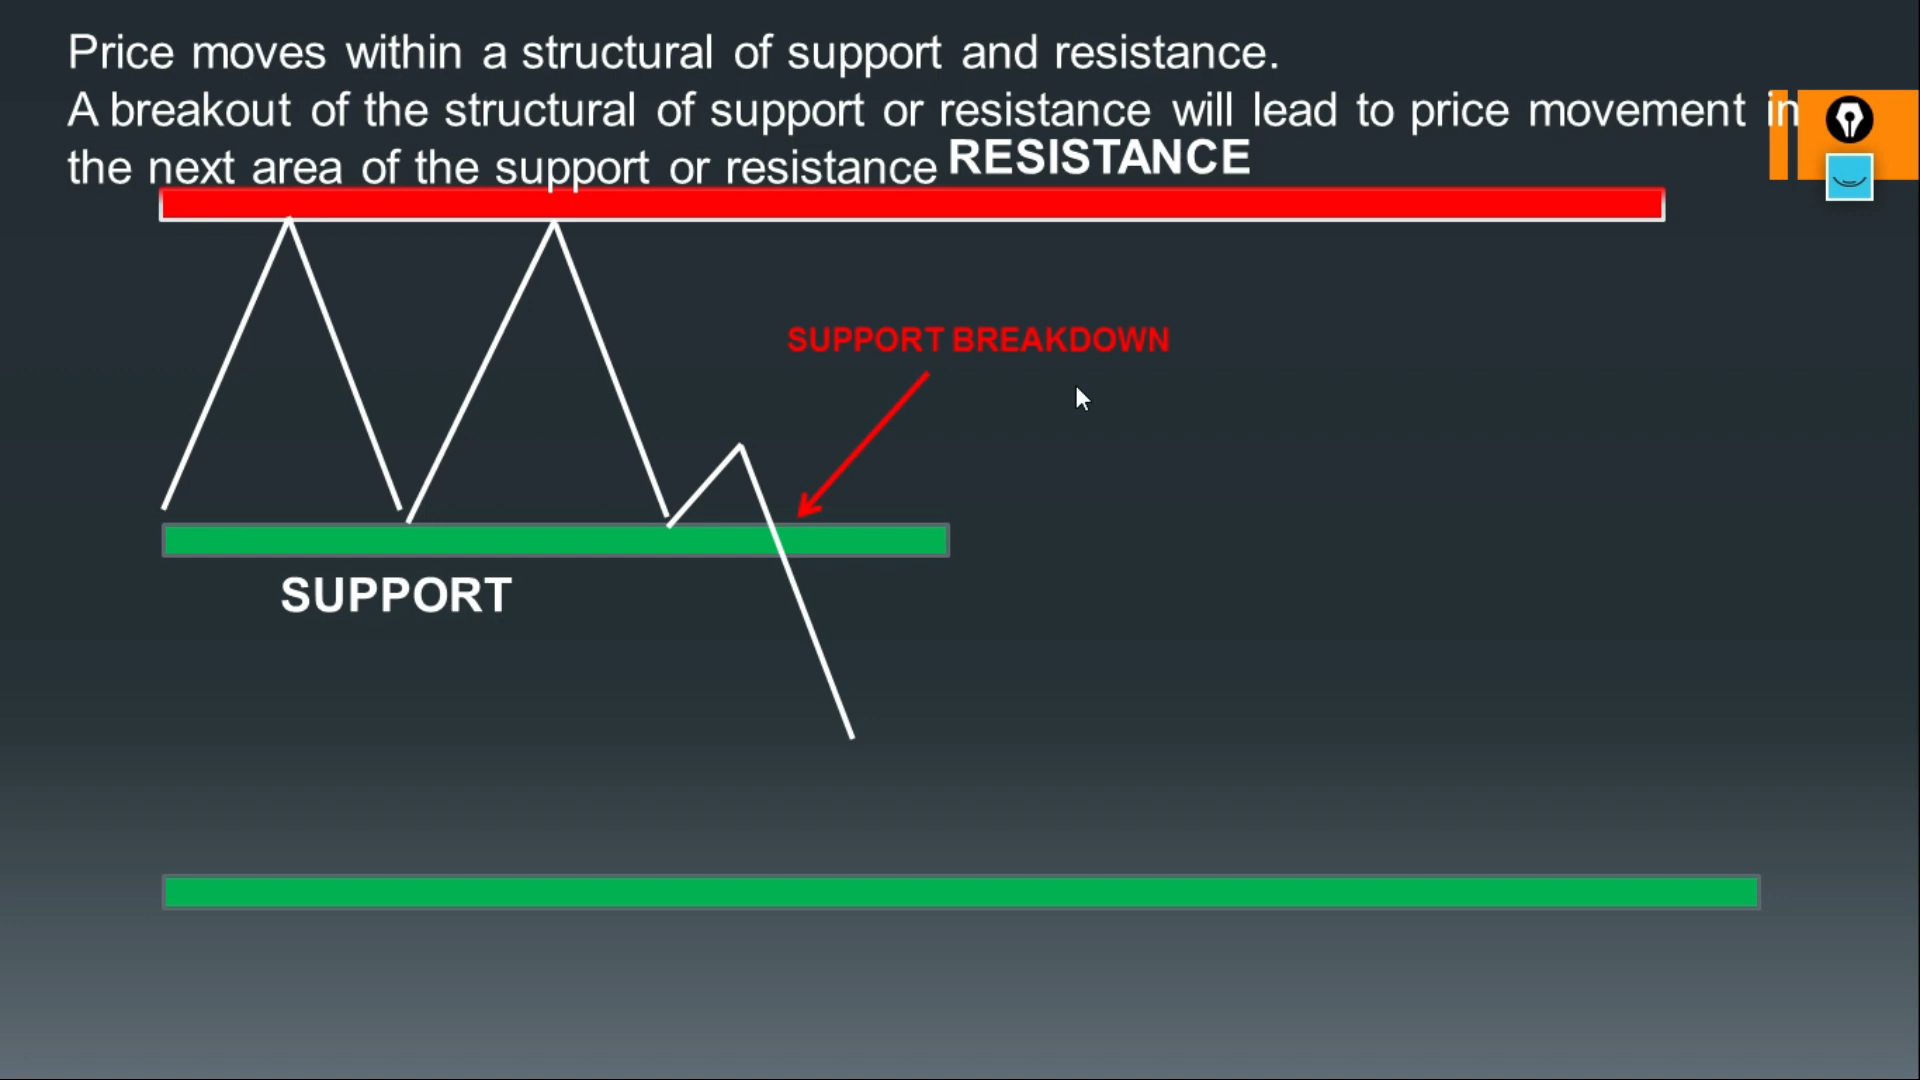 Price moves within a structural of support and resistance.
A breakout of the structural of support or resistance will lead to price movement in
the next area of the support or resistance
RESISTANCE
SUPPORT BREAKDOWN
SUPPORT